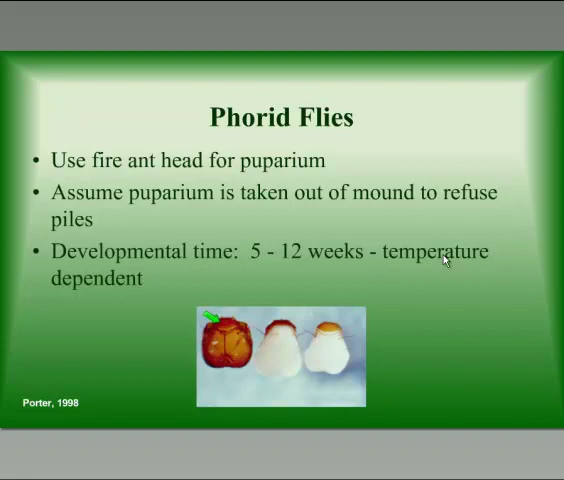 Phorid Flies
• Use fire ant head for puparium
• Assume puparium is taken out of mound to refuse
piles
• Developmental time: 5 - 12 weeks - temperature
dependent
Porter, 1998